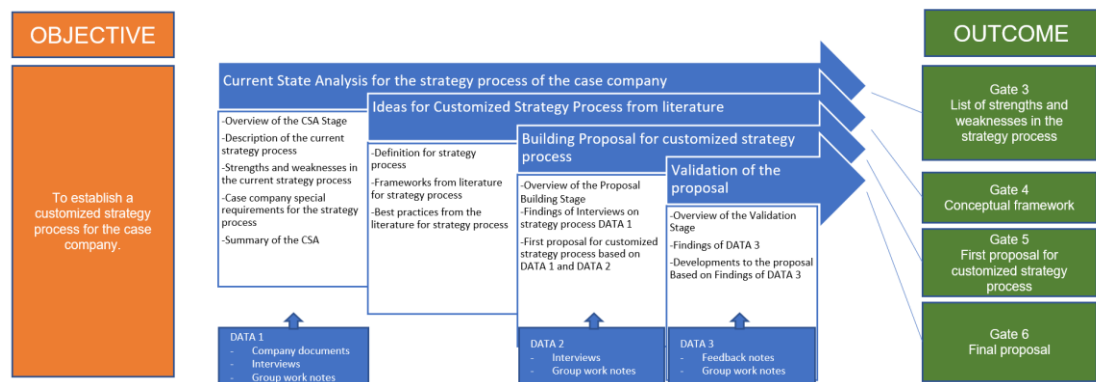 OBJECTIVE
To establish a
customized strategy
process for the case
company.
Current State Analysis for the strategy process of the case company
-Overview of the CSA Stage
-Description of the current
strategy process
-Strengths and weaknesses in
the current strategy process
-Case company special
requirements for the strategy
process
-Summary of the CSA
DATA 1
- Company documents
- Interviews
- Group work notes
Ideas for Customized Strategy Process from literature
-Definition for strategy
process
-Frameworks from literature
for strategy process
-Best practices from the
literature for strategy process
Building Proposal for customized strategy
process
-Overview of the Proposal
Building Stage
-Findings of Interviews on
strategy process DATA 1
-First proposal for customized
strategy process based on
DATA 1 and DATA 2
DATA 2
- Interviews
- Group work notes
Validation of the
proposal
-Overview of the Validation
Stage
-Findings of DATA 3
-Developments to the proposal
Based on Findings of DATA 3
DATA 3
- Feedback notes
- Group work notes
OUTCOME
Gate 3
List of strengths and
weaknesses in the
strategy process
Gate 4
Conceptual framework
Gate 5
First proposal for
customized strategy
process
Gate 6
Final proposal